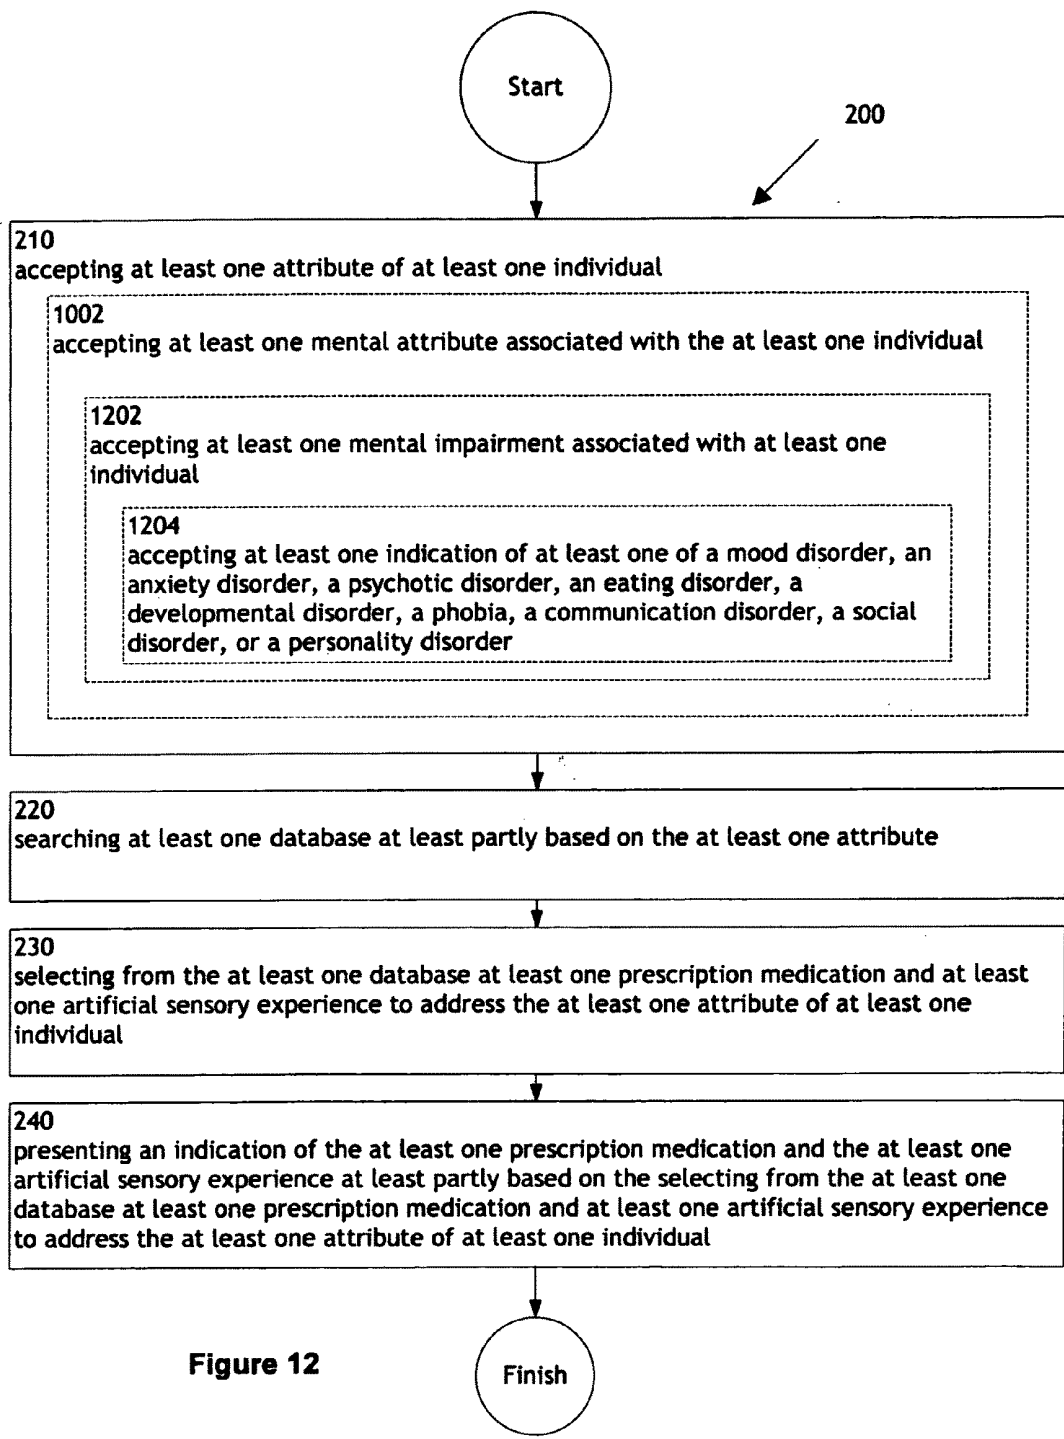 Start
200
210
accepting at least one attribute of at least one individual
1002
accepting at least one mental attribute associated with the at least one individual
1202
accepting at least one mental impairment associated with at least one
individual
1204
accepting at least one indication of at least one of a mood disorder, an
anxiety disorder, a psychotic disorder, an eating disorder, a
developmental disorder, a phobia, a communication disorder, a social
disorder, or a personality disorder
220
searching at least one database at least partly based on the at least one attribute
230
selecting from the at least one database at least one prescription medication and at least
one artificial sensory experience to address the at least one attribute of at least one
individual
240
presenting an indication of the at least one prescription medication and the at least one
artificial sensory experience at least partly based on the selecting from the at least one
database at least one prescription medication and at least one artificial sensory experience
to address the at least one attribute of at least one individual
Figure 12
Finish